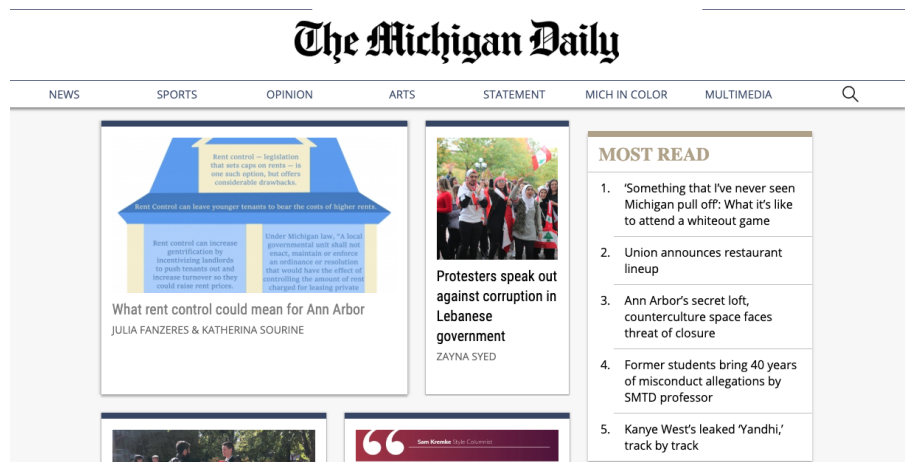 The Michigan Daily
NEWS SPORTS OPINION ARTS STATEMENT MICH IN COLOR MULTIMEDIA
Rent control — legislation
that sets caps on rents — is
one such option, but offers
considerable drawbacks.
Rent Control can leave younger tenants to bear the costs of higher rents.
Rent control can increase
gentrification by
incentivizing landlords
to push tenants out and
increase turnover so they
could raise rent prices.
Under Michigan law, "A local
governmental unit shall not
enact, maintain or enforce
an ordinance or resolution
that would have the effect of
controlling the amount of rent
charged for leasing private
What rent control could mean for Ann Arbor
JULIA FANZERES & KATHERINA SOURINE
Protesters speak out
against corruption in
Lebanese
government
ZAYNA SYED
MOST READ
1. ‘Something that I’ve never seen
Michigan pull off’: What it’s like
to attend a whiteout game
2. Union announces restaurant
lineup
3. Ann Arbor’s secret loft,
counterculture space faces
threat of closure
4. Former students bring 40 years
of misconduct allegations by
SMTD professor
5. Kanye West’s leaked ‘Yandhi,’
track by track
Sam Kremke Style Columnist